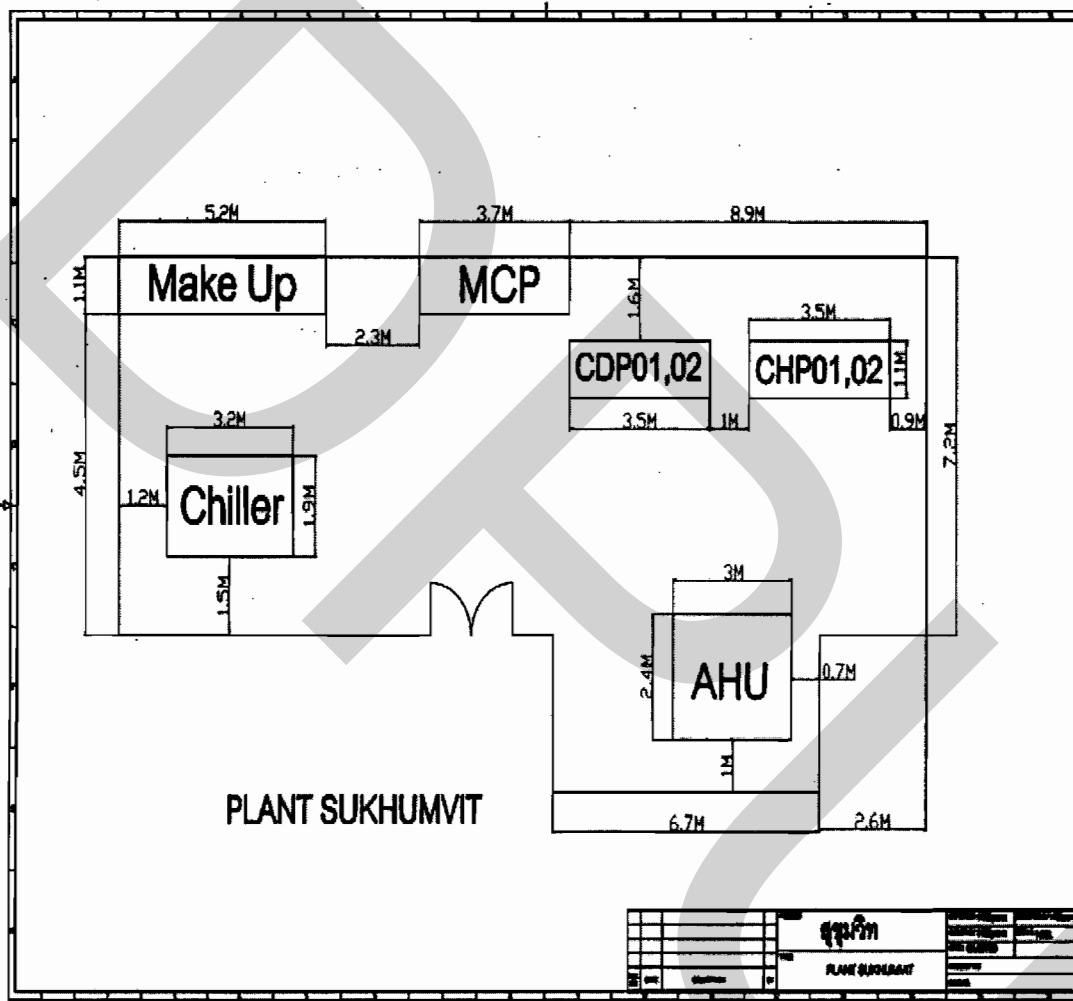 5.2M
3.7M
8.9M
1.1M
Make Up
MCP
1.6M
2.3M
3.5M
CDP01,02
CHP01,02
1.1M
3.5M
1M
0.9M
7.2M
3.2M
4.5M
1.2M
Chiller
1.9M
1.5M
3M
2.4M
AHU
0.7M
1M
PLANT SUKHUMVIT
6.7M
2.6M
สุขุมวิท
PLANT SUKHUMVIT